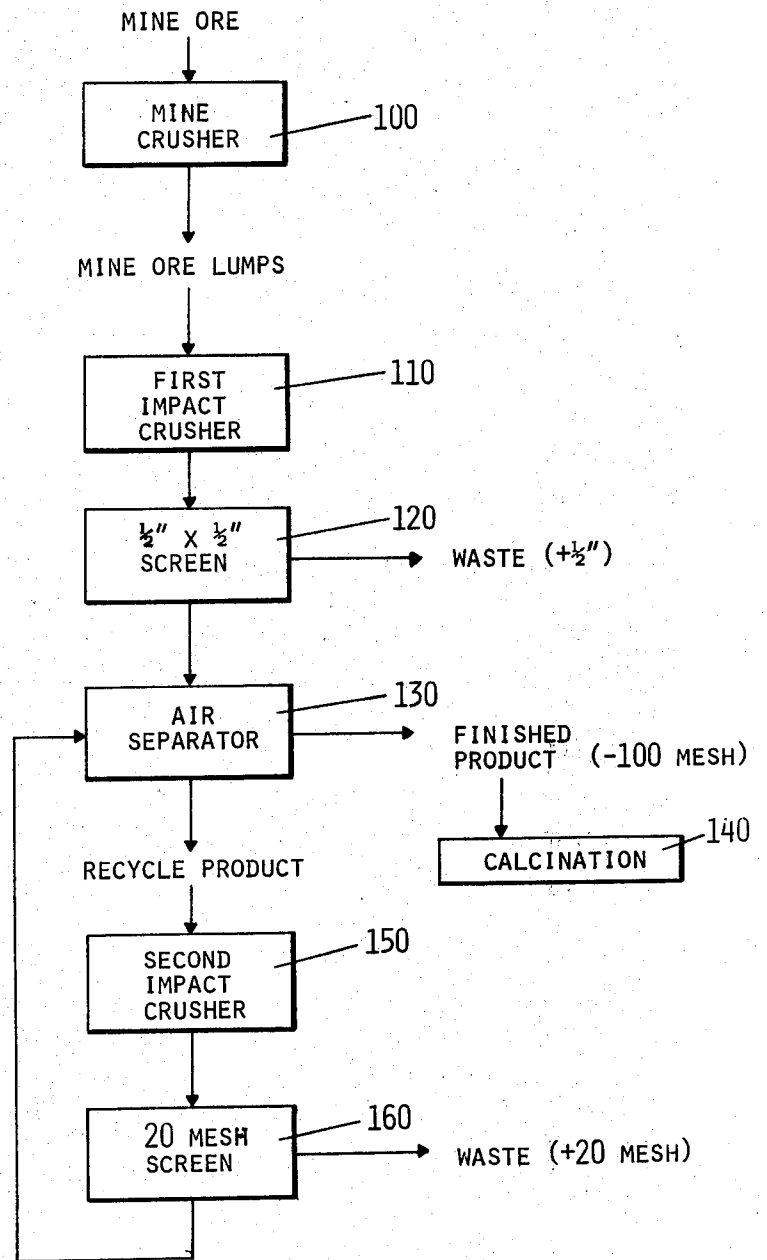 MINE ORE
MINE
CRUSHER
100
MINE ORE LUMPS
FIRST
IMPACT
CRUSHER
110
½" X ½"
SCREEN
120
WASTE (+½")
AIR
SEPARATOR
130
FINISHED
PRODUCT (-100 MESH)
CALCINATION
140
RECYCLE PRODUCT
SECOND
IMPACT
CRUSHER
150
20 MESH
SCREEN
160
WASTE (+20 MESH)